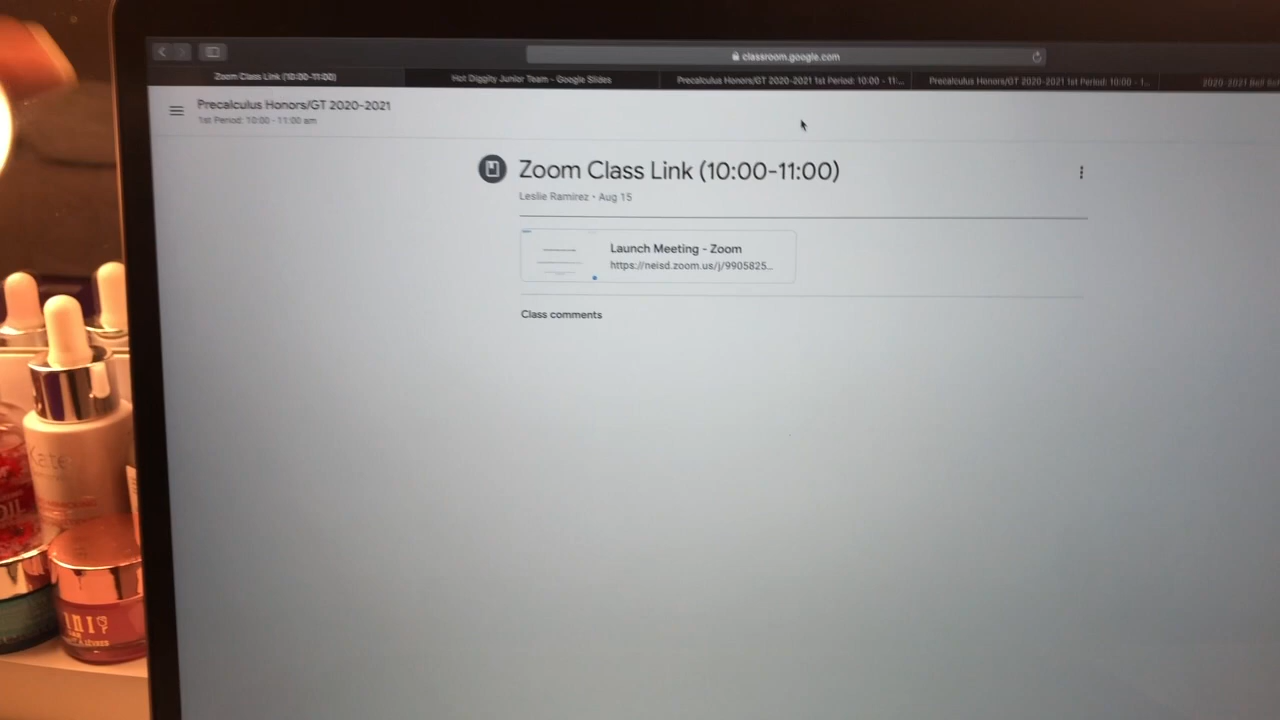 classroom.google.com
Zoom Class Link (10:00-11:00)
Hot Diggity Junior Team - Google Slides
Precalculus Honors/GT 2020-2021 1st Period: 10:00 - 11:...
Precalculus Honors/GT 2020-2021 1st Period: 10:00 - 1...
2020-2021 Bell
Precalculus Honors/GT 2020-2021
1st Period: 10:00 - 11:00 am
Zoom Class Link (10:00-11:00)
Leslie Ramirez • Aug 15
Launch Meeting - Zoom
https://neisd.zoom.us/j/9905825...
Class comments
Kate
OIL